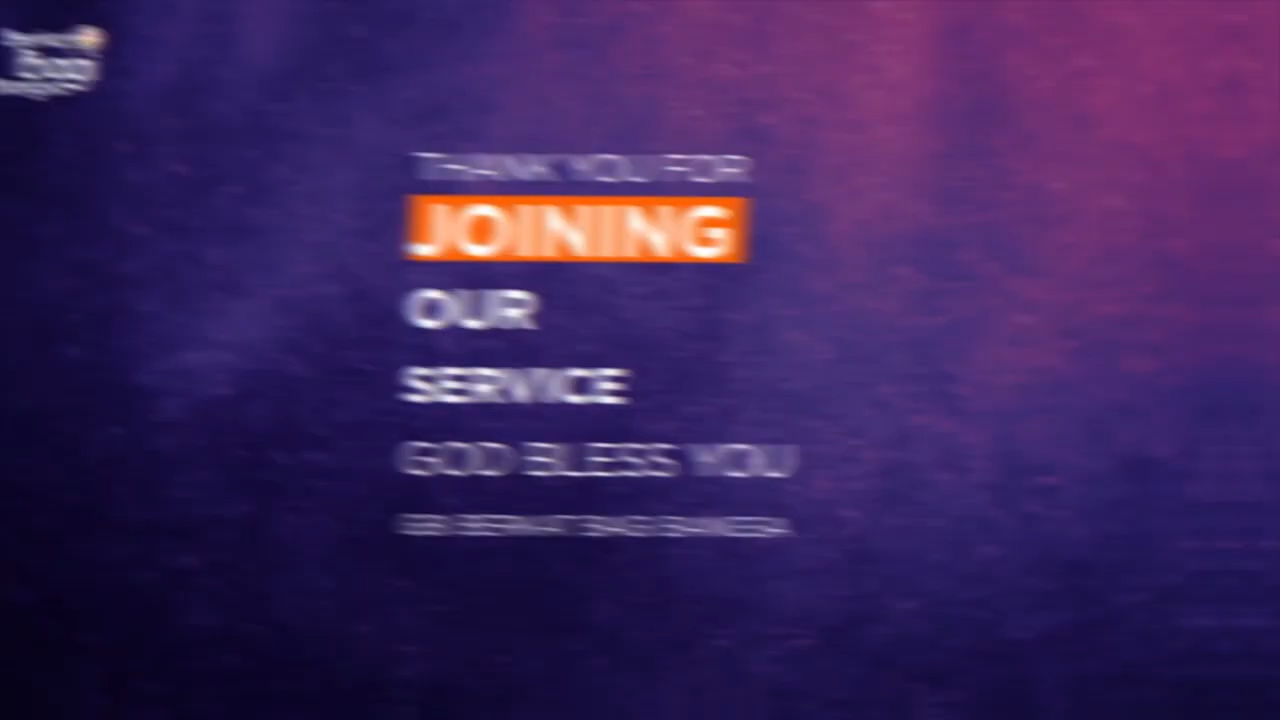 THANK YOU FOR
JOINING
OUR
SERVICE
GOD BLESS YOU